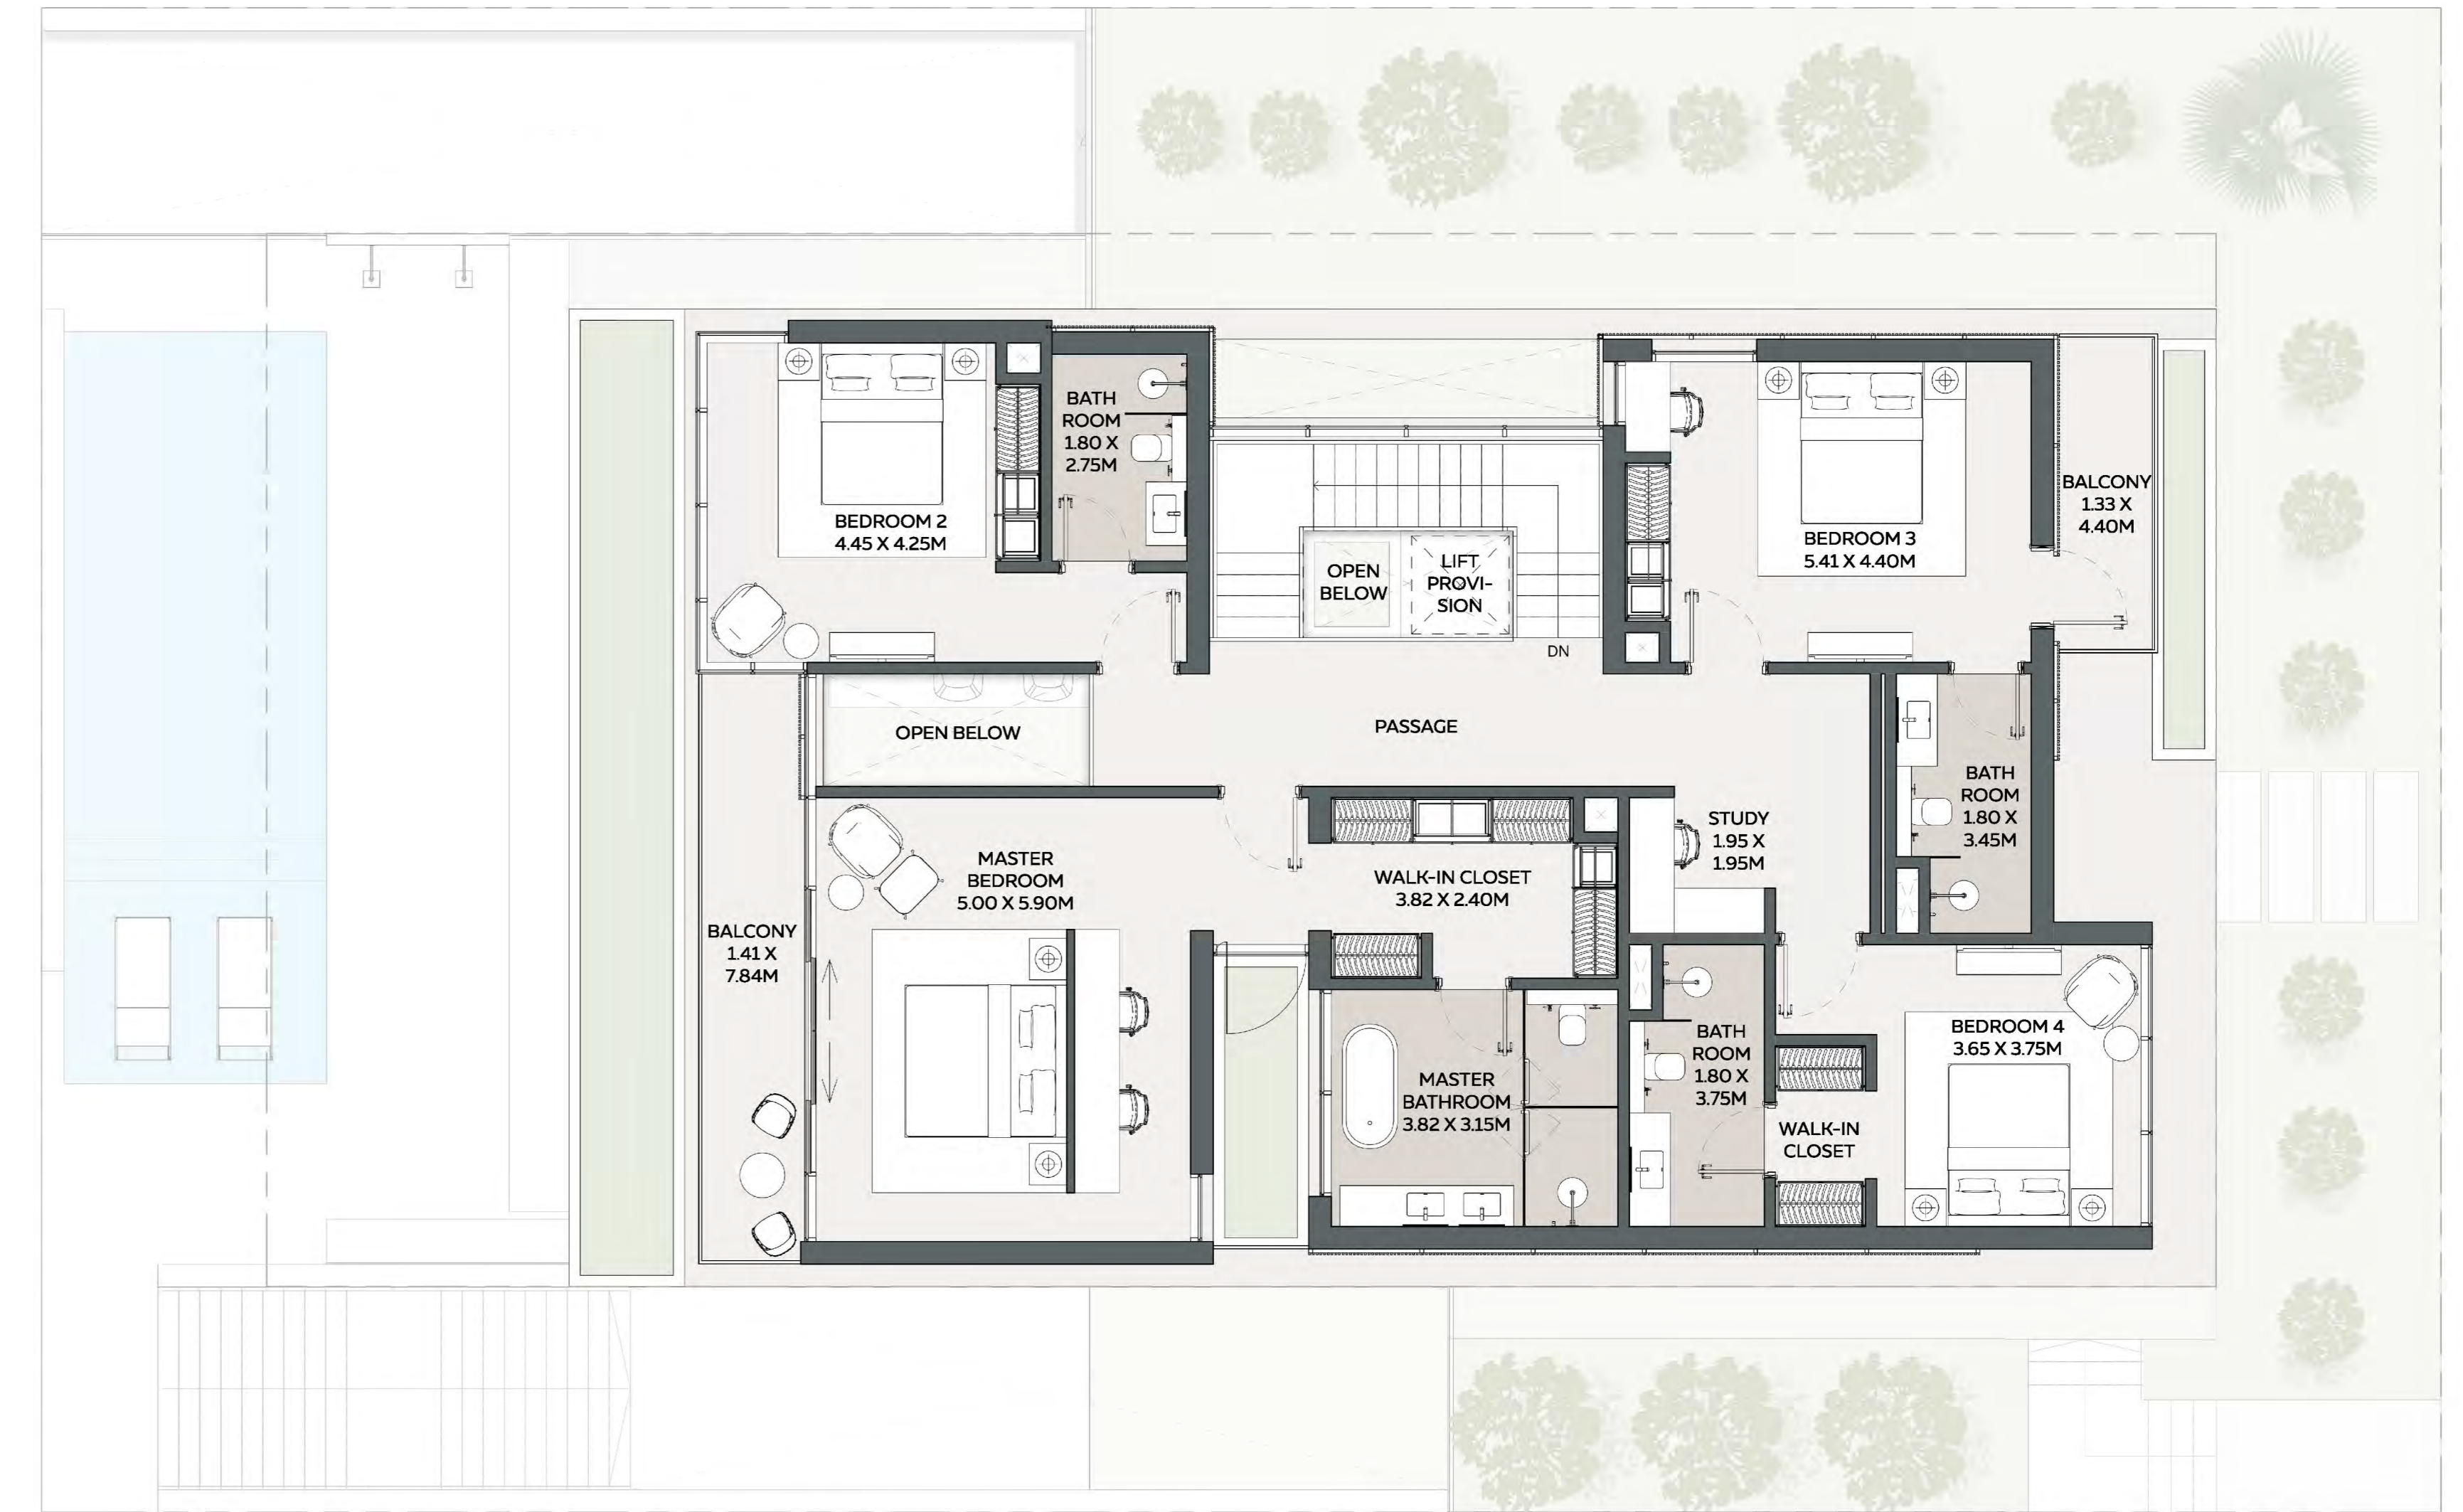 BEDROOM 2
4.45 X 4.25M
BATH
ROOM
1.80 X
2.75M
OPEN
BELOW
LIFT
PROVI-
SION
DN
BEDROOM 3
5.41 X 4.40M
BALCONY
1.33 X
4.40M
OPEN BELOW
PASSAGE
BATH
ROOM
1.80 X
3.45M
STUDY
1.95 X
1.95M
MASTER
BEDROOM
5.00 X 5.90M
WALK-IN CLOSET
3.82 X 2.40M
BALCONY
1.41 X
7.84M
MASTER
BATHROOM
3.82 X 3.15M
BATH
ROOM
1.80 X
3.75M
BEDROOM 4
3.65 X 3.75M
WALK-IN
CLOSET